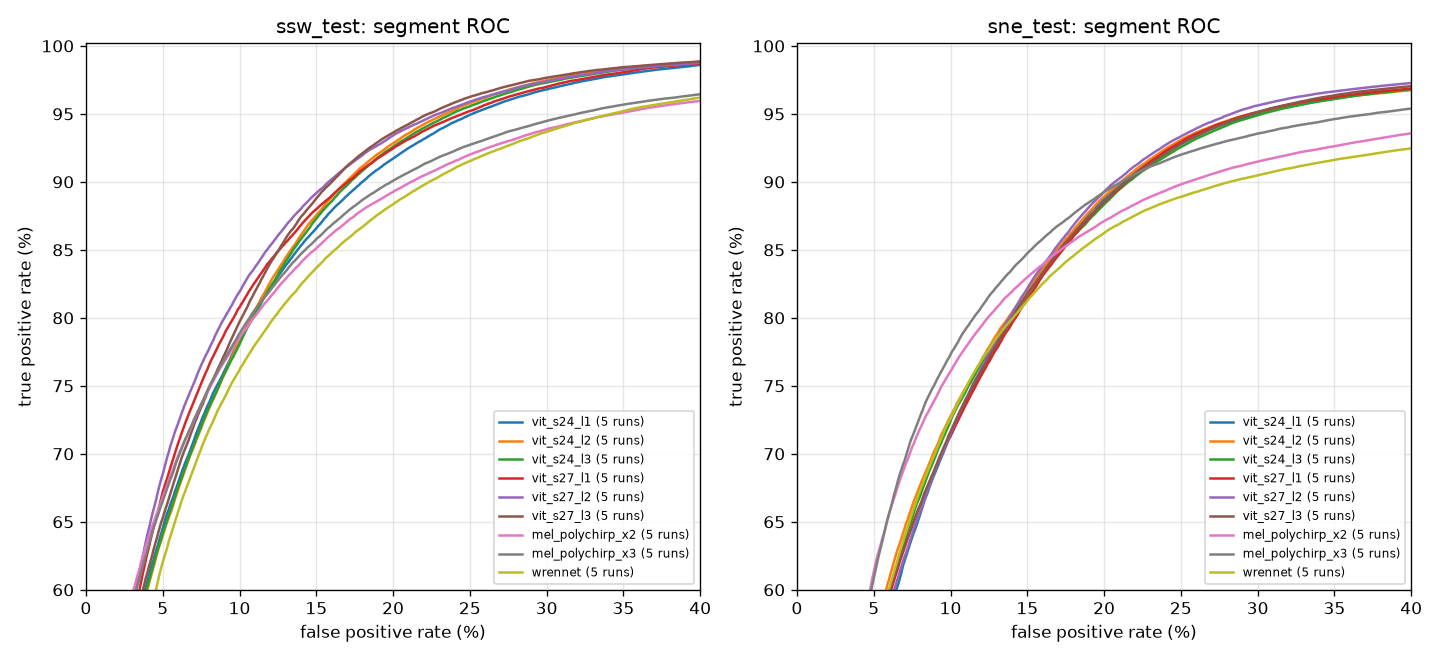 ssw_test: segment ROC
100
95
90
85
80
75
70
65
60
true positive rate (%)
0 5 10 15 20 25 30 35 40
false positive rate (%)
vit_s24_l1 (5 runs)
vit_s24_l2 (5 runs)
vit_s24_l3 (5 runs)
vit_s27_l1 (5 runs)
vit_s27_l2 (5 runs)
vit_s27_l3 (5 runs)
mel_polychirp_x2 (5 runs)
mel_polychirp_x3 (5 runs)
wrennet (5 runs)
sne_test: segment ROC
100
95
90
85
80
75
70
65
60
true positive rate (%)
0 5 10 15 20 25 30 35 40
false positive rate (%)
vit_s24_l1 (5 runs)
vit_s24_l2 (5 runs)
vit_s24_l3 (5 runs)
vit_s27_l1 (5 runs)
vit_s27_l2 (5 runs)
vit_s27_l3 (5 runs)
mel_polychirp_x2 (5 runs)
mel_polychirp_x3 (5 runs)
wrennet (5 runs)